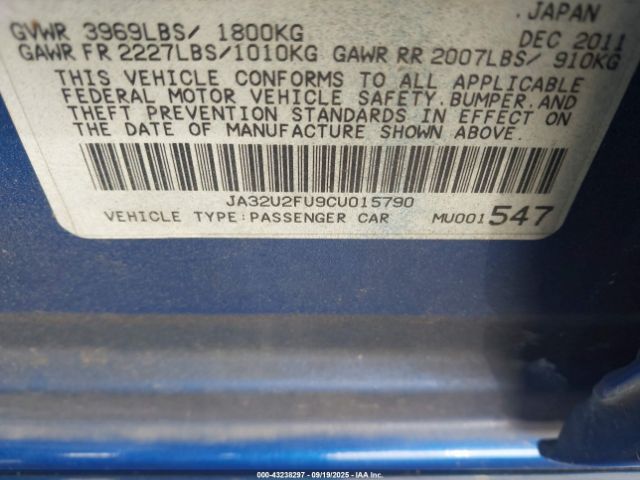 .JAPAN
GVWR 3969LBS/ 1800KG DEC 2011
GAWR FR 2227LBS/1010KG GAWR RR 2007LBS/ 910KG
THIS VEHICLE CONFORMS TO ALL APPLICABLE
FEDERAL MOTOR VEHICLE SAFETY, BUMPER, AND
THEFT PREVENTION STANDARDS IN EFFECT ON
THE DATE OF MANUFACTURE SHOWN ABOVE.
JA32U2FU9CU015790
VEHICLE TYPE:PASSENGER CAR MU001547
000-43238297 - 09/19/2025 - IAA Inc.